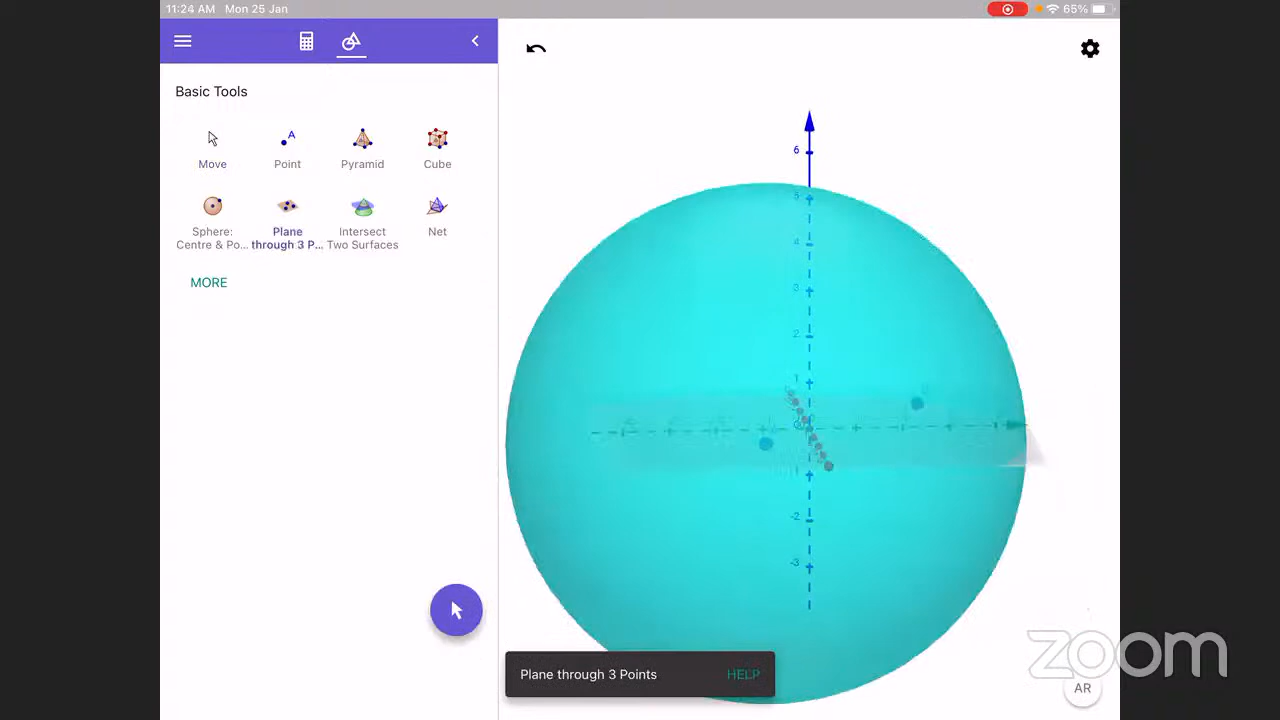 11:24 AM Mon 25 Jan
65%
Basic Tools
Move
Point
Pyramid
Cube
Sphere:
Centre & Po...
Plane
through 3 P...
Intersect
Two Surfaces
Net
MORE
6
5
4
3
2
1
0
-2
-3
Plane through 3 Points
HELP
zoom
AR